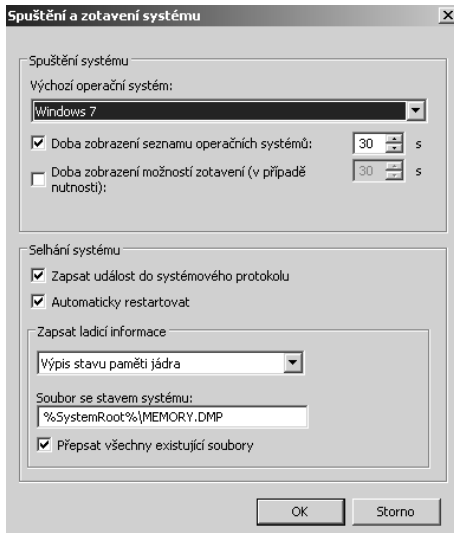 Spuštění a zotavení systému
Spuštění systému
Výchozí operační systém:
Windows 7
Doba zobrazení seznamu operačních systémů: 30 s
Doba zobrazení možností zotavení (v případě 30 s
nutnosti):
Selhání systému
Zapsat událost do systémového protokolu
Automaticky restartovat
Zapsat ladicí informace
Výpis stavu paměti jádra
Soubor se stavem systému:
%SystemRoot%\MEMORY.DMP
Přepsat všechny existující soubory
OK Storno